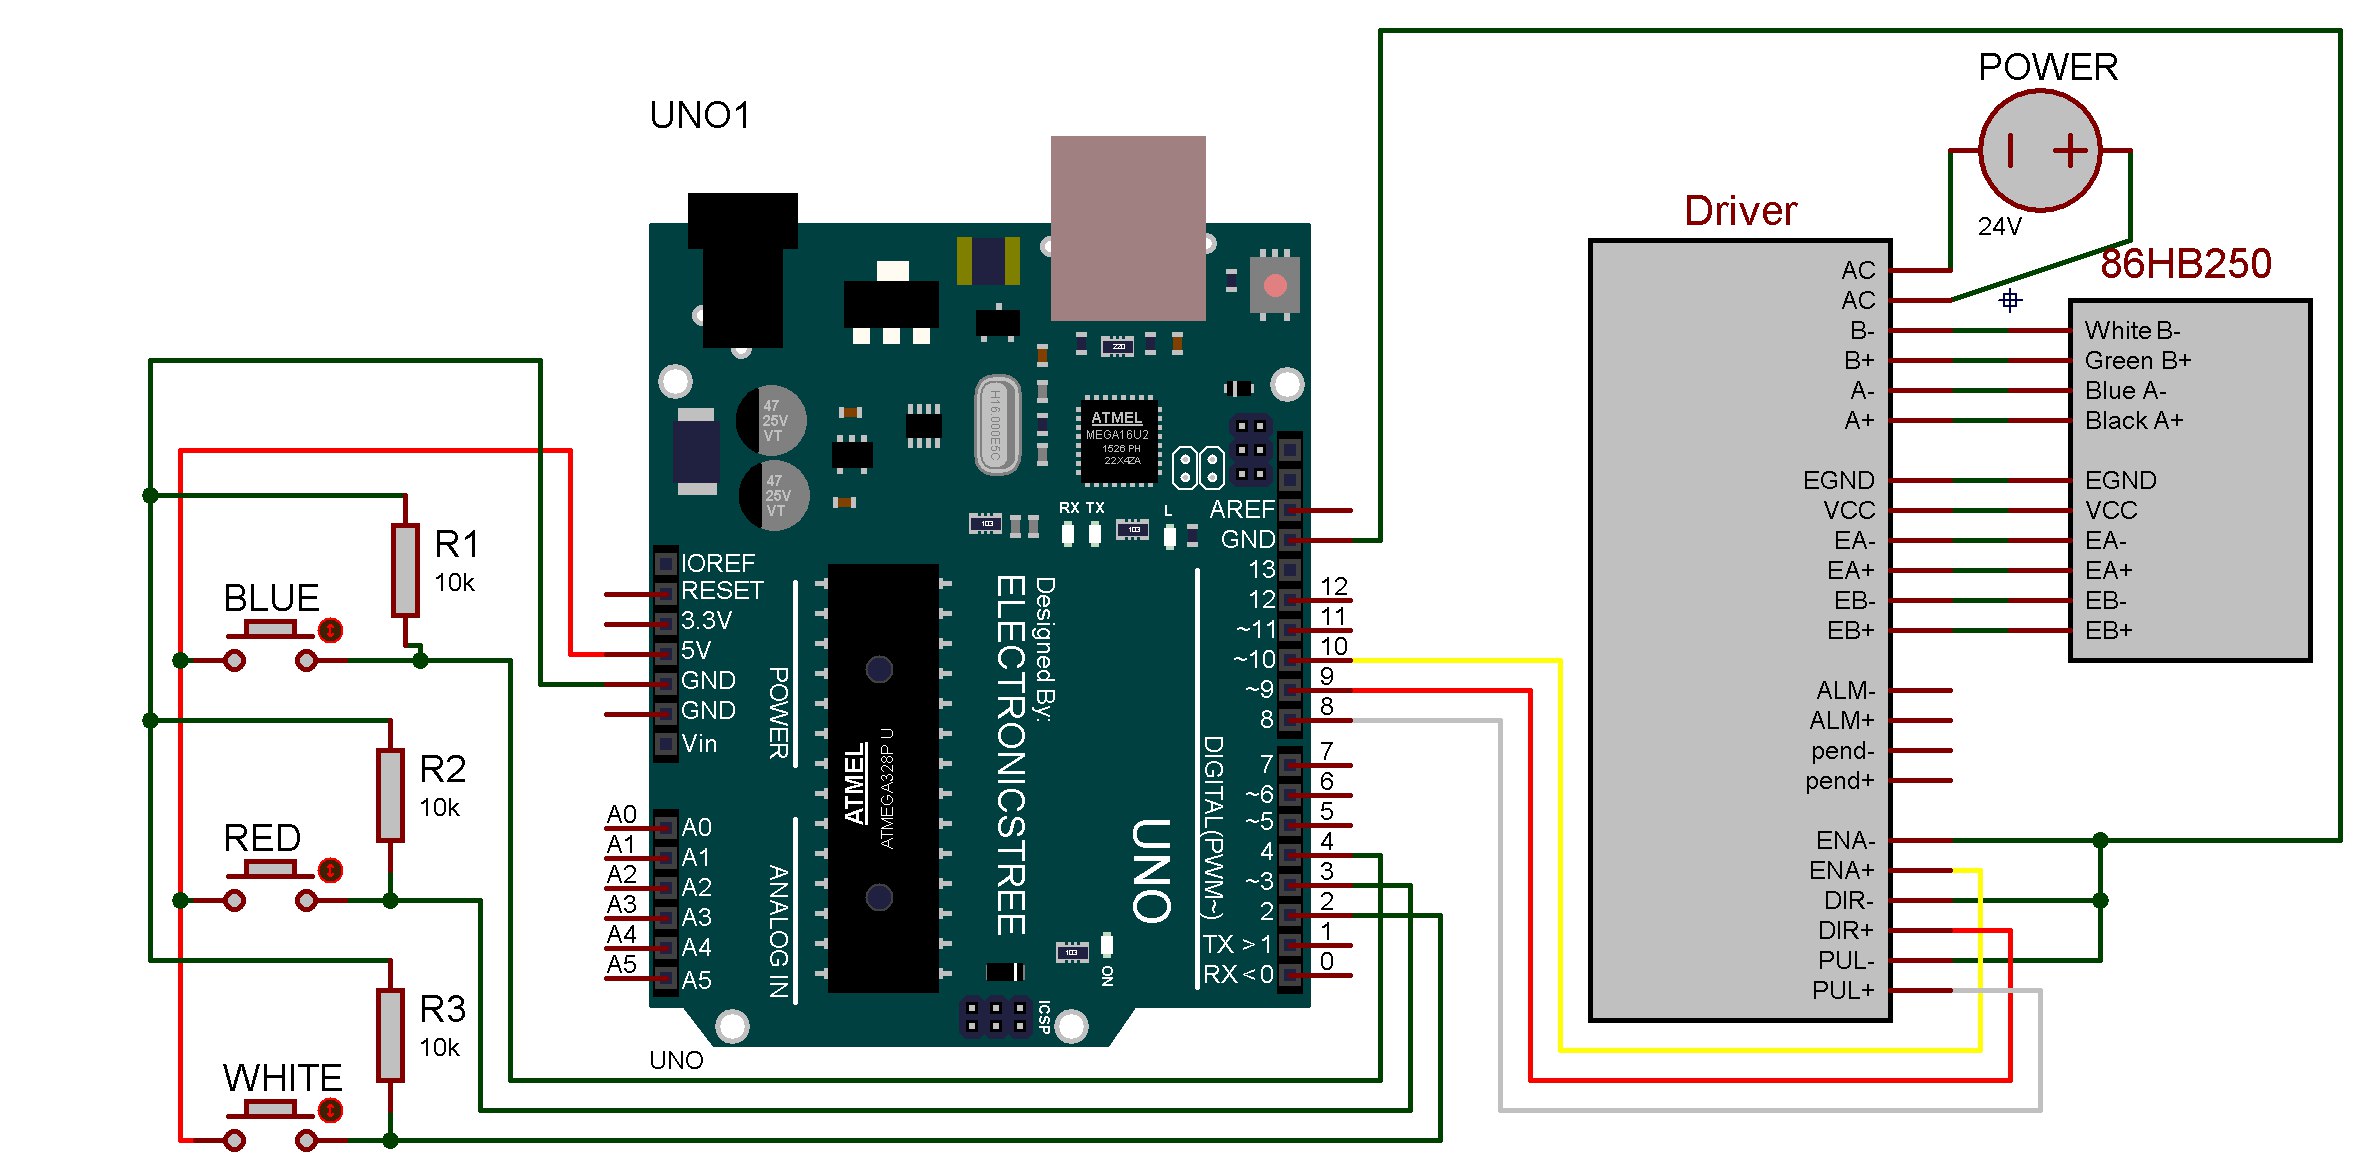 UNO1
POWER
24V
Driver
86HB250
AC
AC
B-
B+
A-
A+
EGND
VCC
EA-
EA+
EB-
EB+
ALM-
ALM+
pend-
pend+
ENA-
ENA+
DIR-
DIR+
PUL-
PUL+
White B-
Green B+
Blue A-
Black A+
EGND
VCC
EA-
EA+
EB-
EB+
R1
10k
BLUE
R2
10k
RED
R3
10k
WHITE
47
25V
VT
47
25V
VT
H16.000E5C
220
ATMEL
MEGA16U2
1526 PH
22X4ZA
RX TX
L
103
103
103
ON
ICSP
IOREF
RESET
3.3V
5V
GND
GND
Vin
POWER
A0 A0
A1 A1
A2 A2
A3 A3
A4 A4
A5 A5
ANALOG IN
ATMEL
ATMEGA328P U
Designed By:
ELECTRONICSTREE
UNO
DIGITAL(PWM~)
AREF
GND
13
12 12
~11 11
~10 10
~9 9
8 8
7 7
~6 6
~5 5
4 4
~3 3
2 2
TX > 1 1
RX < 0 0
UNO